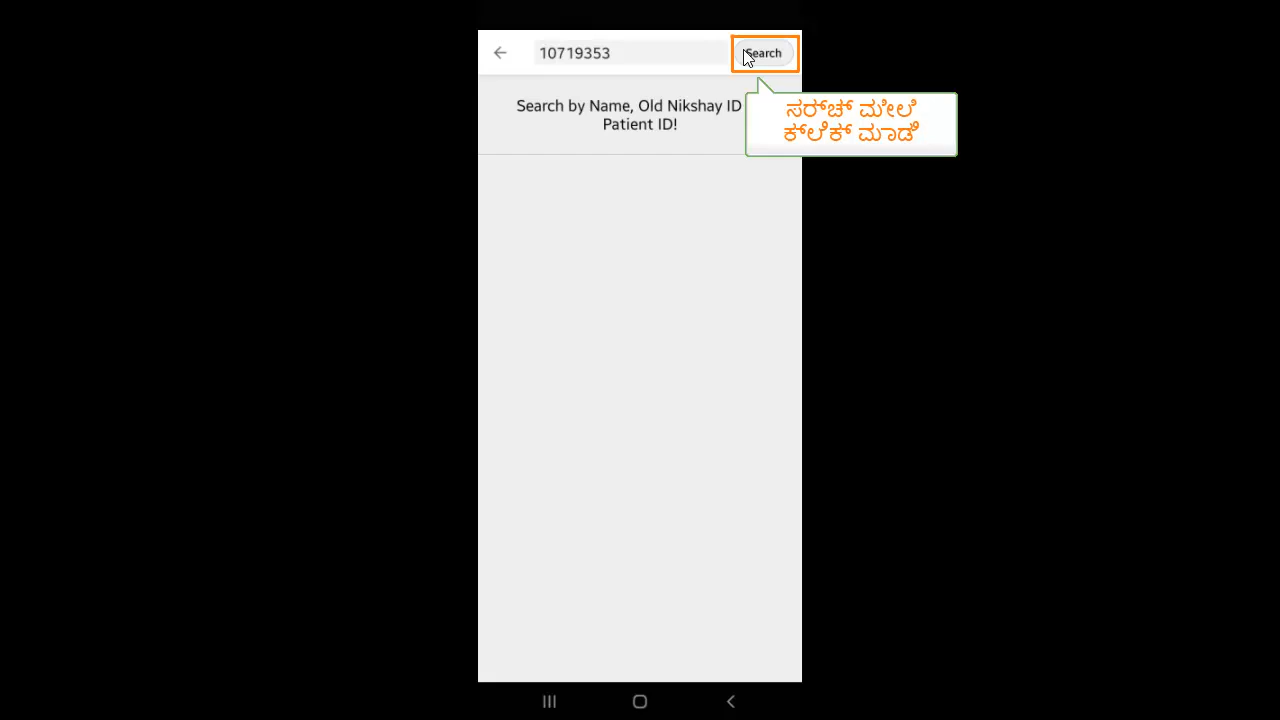 10719353
Search
Search by Name, Old Nikshay ID
Patient ID!
ಸರ್ಚ್ ಮೇಲೆ
ಕ್ಲಿಕ್ ಮಾಡಿ